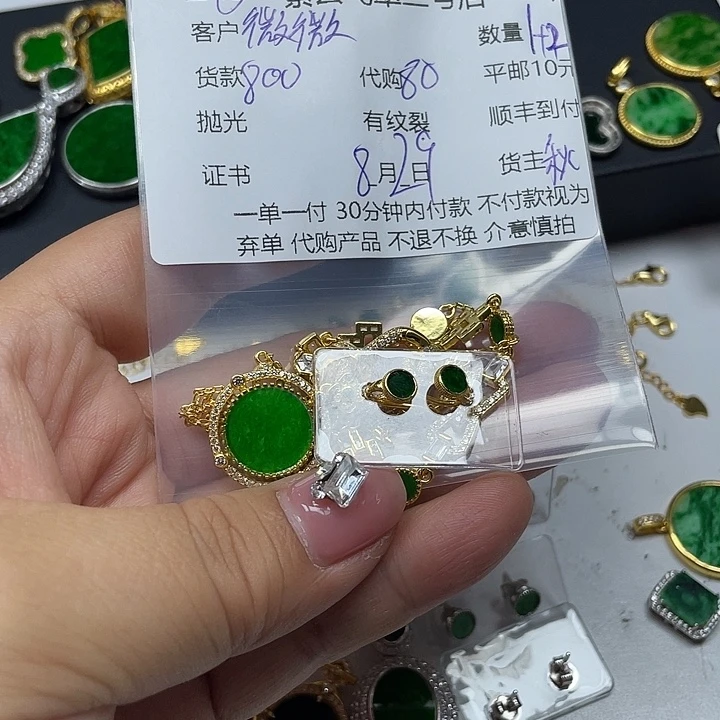 客户 微微微 数量 1+2
货款 800 代购 80 平邮10元
抛光 有纹裂 顺丰到付
证书 8月29日 货主 秋
一单一付 30分钟内付款 不付款视为
弃单 代购产品 不退不换 介意慎拍